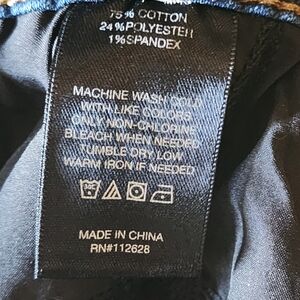 75% COTTON
24% POLYESTER
1% SPANDEX
MACHINE WASH COLD
WITH LIKE COLORS
ONLY NON-CHLORINE
BLEACH WHEN NEEDED
TUMBLE DRY LOW
WARM IRON IF NEEDED
30C
MADE IN CHINA
RN#112628